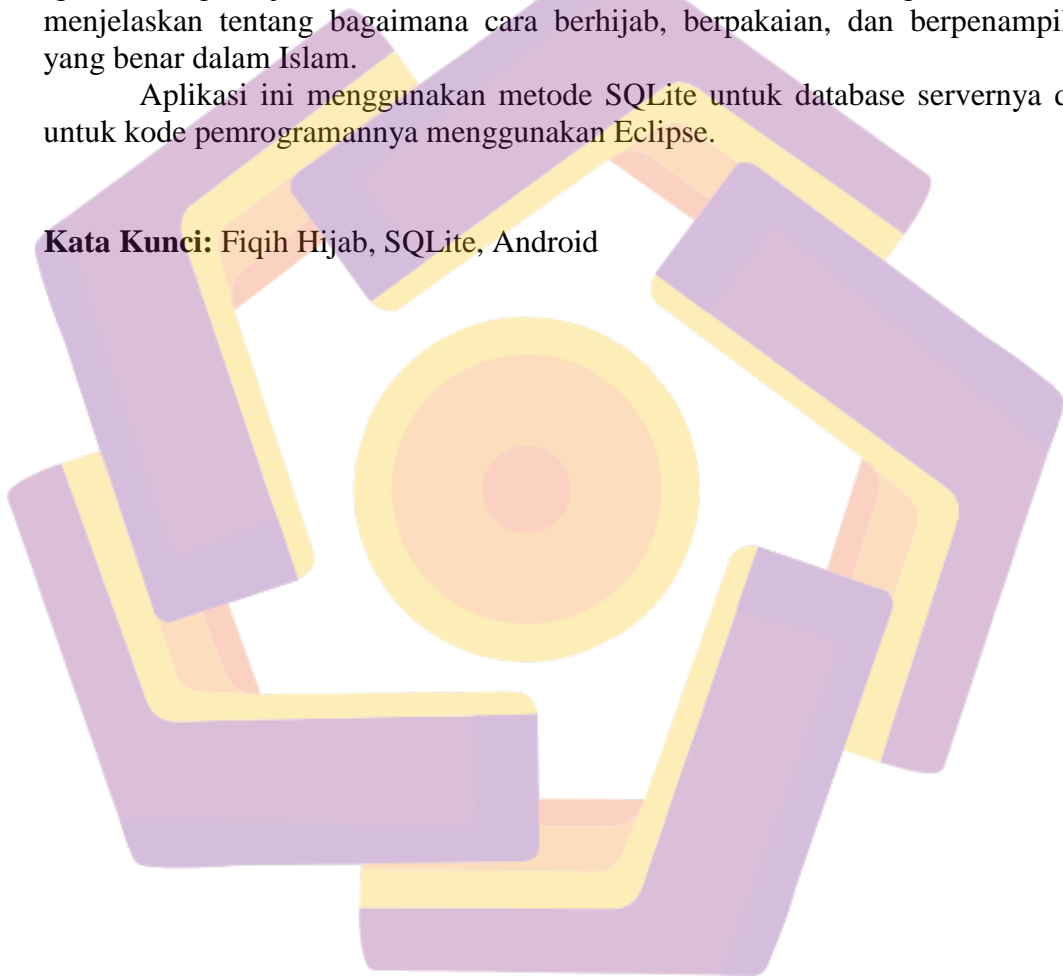 menjelaskan tentang bagaimana cara berhijab, berpakaian, dan
yang benar dalam Islam.
Aplikasi ini menggunakan metode SQLite untuk database servernya
untuk kode pemrogramannya menggunakan Eclipse.
Kata Kunci: Fiqih Hijab, SQLite, Android